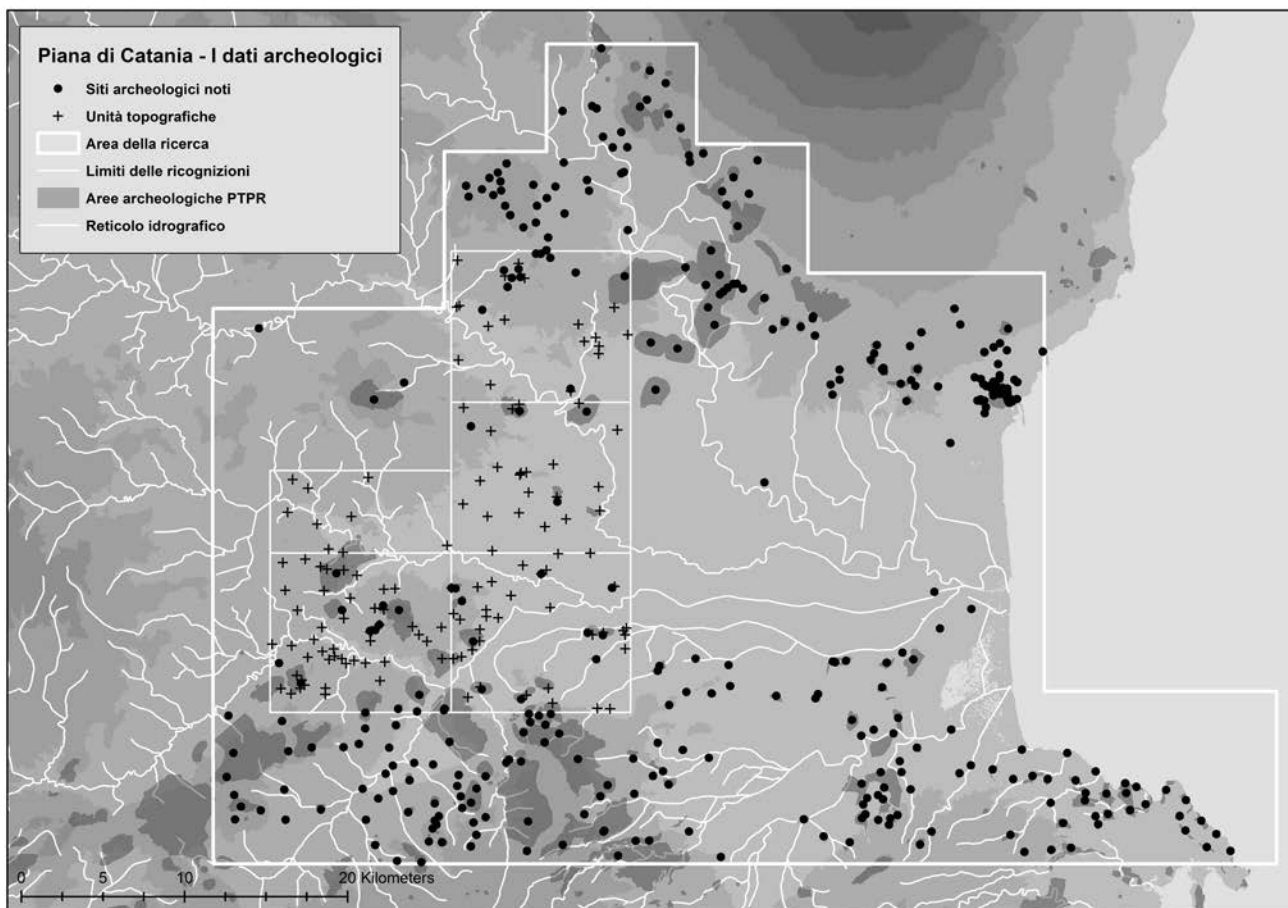 Piana di Catania - I dati archeologici
Siti archeologici noti
Unità topografiche
Area della ricerca
Limiti delle ricognizioni
Aree archeologiche PTPR
Reticolo idrografico
0 5 10 20 Kilometers